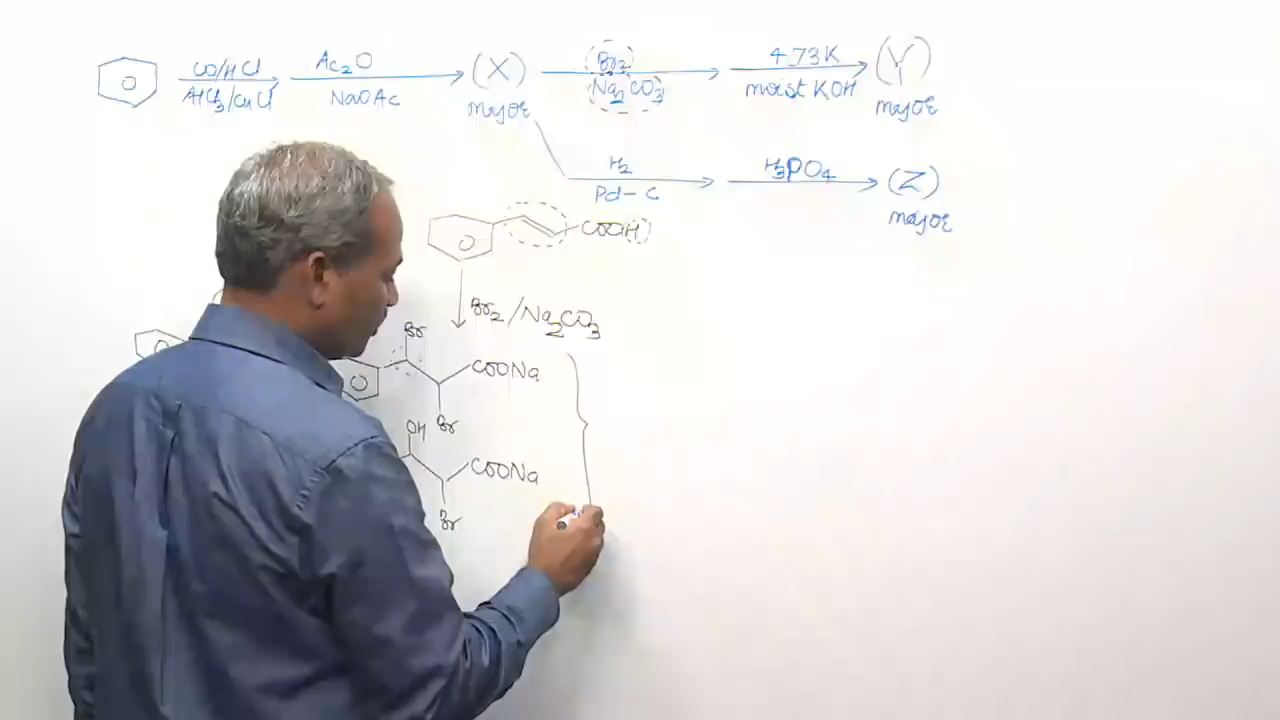 CO/HCl Ac2O (X) Br2 473K (Y)
AlCl3/CuCl NaOAc major Na2CO3 moist KOH major
H2 H3PO4 (Z)
Pd-C major
COOH
Br2/Na2CO3
Br
COONa
Br
OH
COONa
Br